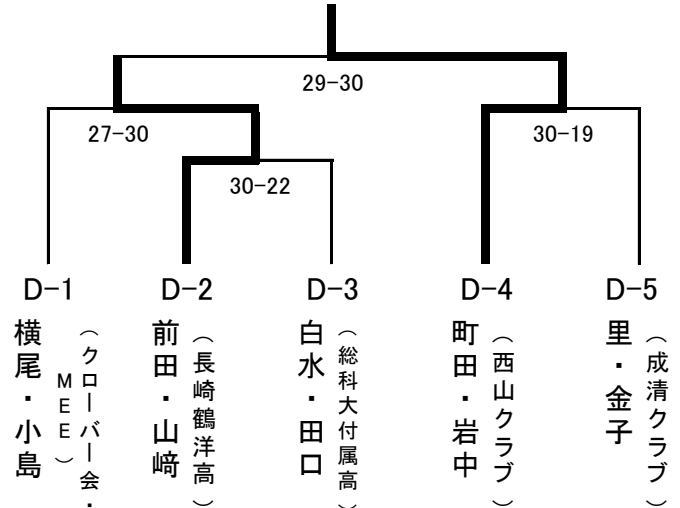 29-30
27-30
30-19
30-22
D-1
D-2
D-3
D-4
D-5
横尾・小島
（クローバー会・
MEE）
前田・山﨑
（長崎鶴洋高）
白水・田口
（総科大付属高）
町田・岩中
（西山クラブ）
里・金子
（成清クラブ）